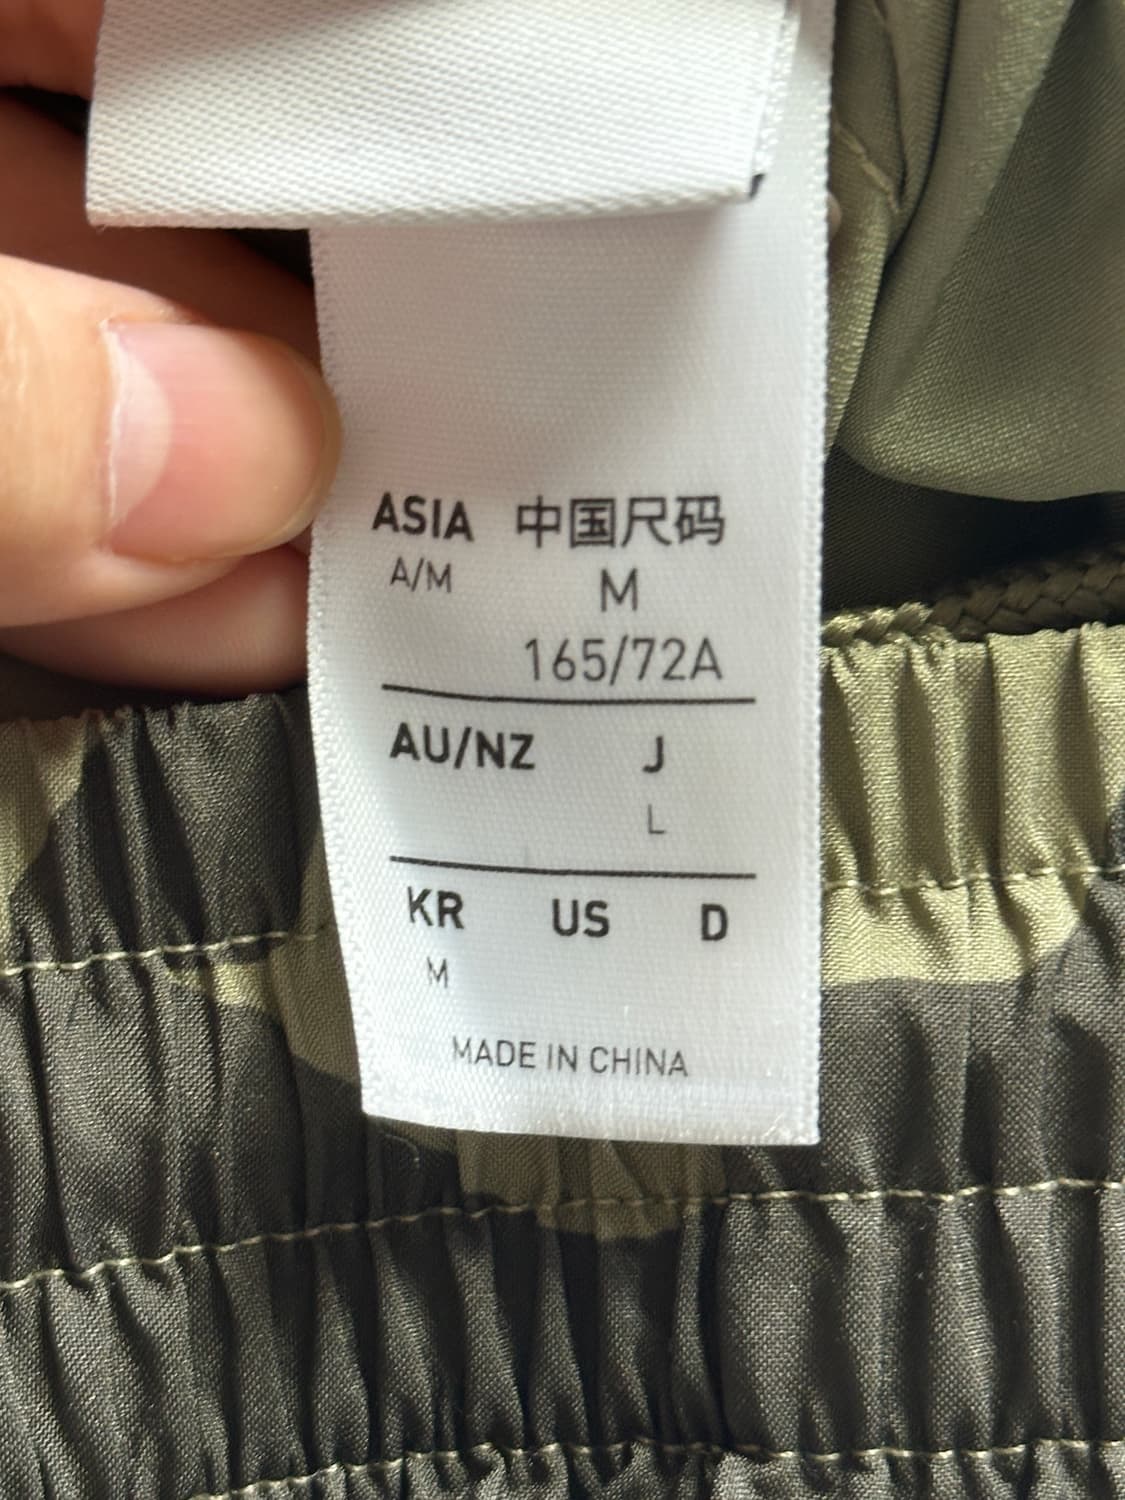 ASIA 中国尺码
A/M M
165/72A
AU/NZ J
L
KR US D
M
MADE IN CHINA